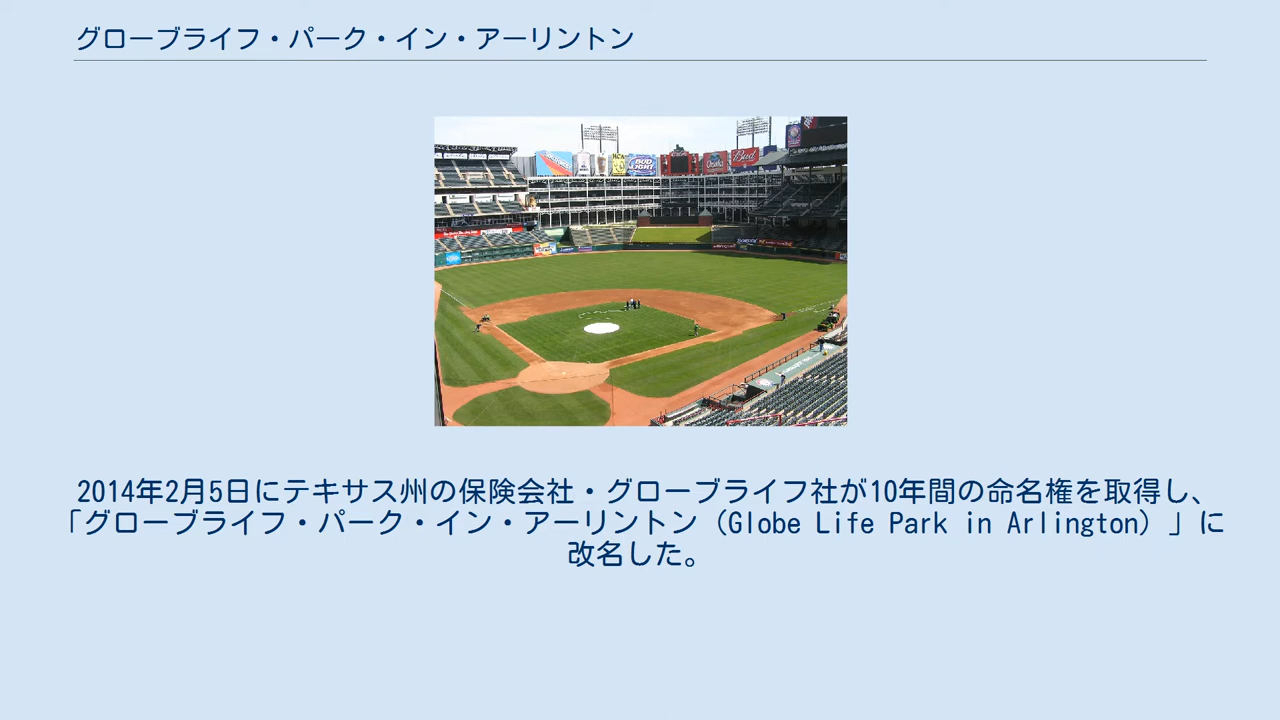 グローブライフ・パーク・イン・アーリントン
BUD LIGHT
Bud
2014年2月5日にテキサス州の保険会社・グローブライフ社が10年間の命名権を取得し、
「グローブライフ・パーク・イン・アーリントン（Globe Life Park in Arlington）」に
改名した。